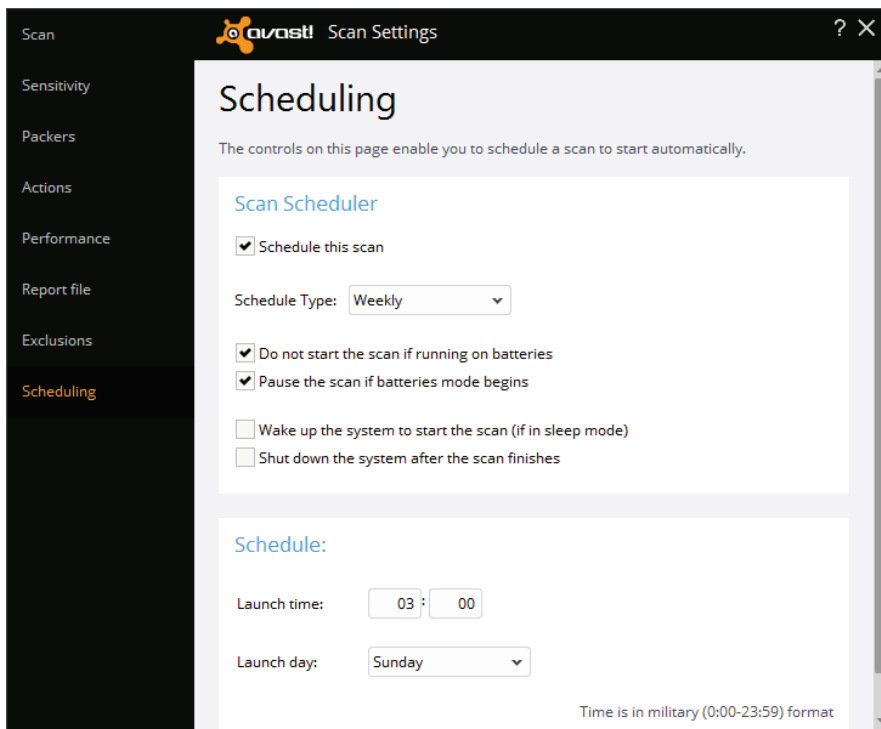 Scan
Sensitivity
Packers
Actions
Performance
Report file
Exclusions
Scheduling
avast! Scan Settings
?
Scheduling
The controls on this page enable you to schedule a scan to start automatically.
Scan Scheduler
Schedule this scan
Schedule Type: Weekly
Do not start the scan if running on batteries
Pause the scan if batteries mode begins
Wake up the system to start the scan (if in sleep mode)
Shut down the system after the scan finishes
Schedule:
Launch time: 03 : 00
Launch day: Sunday
Time is in military (0:00-23:59) format